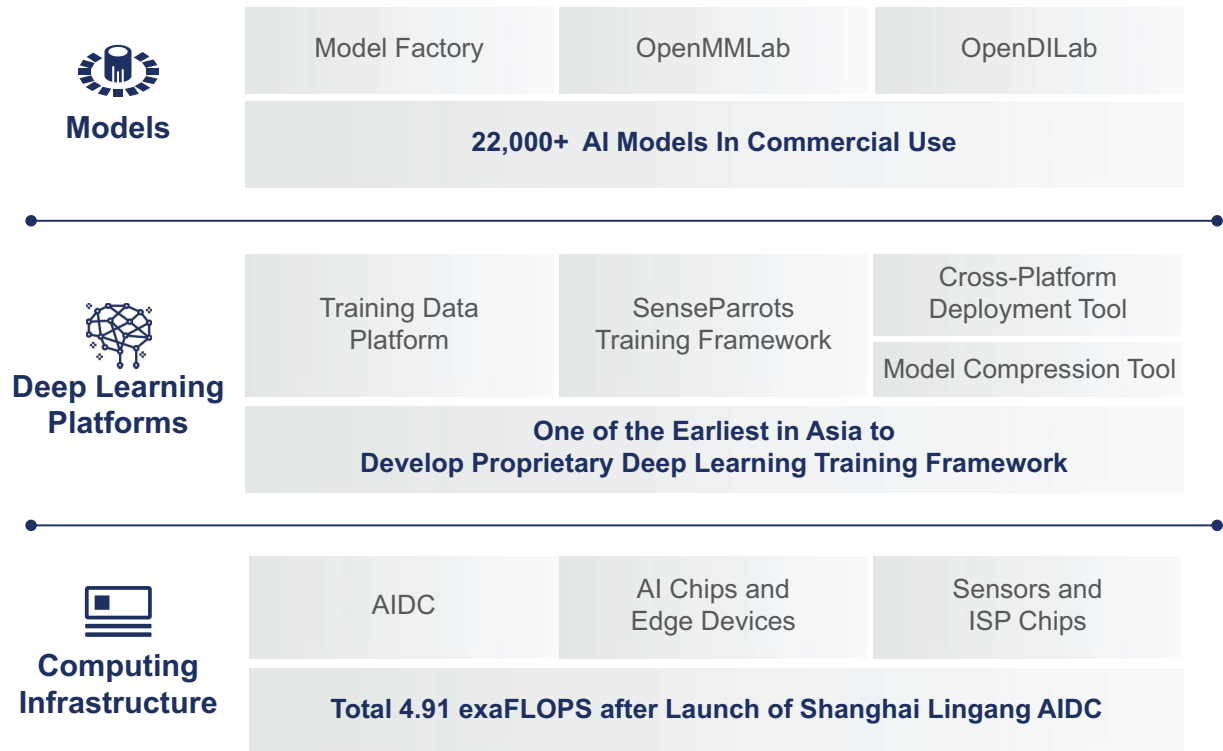 Models
Model Factory
OpenMMLab
OpenDILab
22,000+ AI Models In Commercial Use
Deep Learning
Platforms
Training Data
Platform
SenseParrots
Training Framework
Cross-Platform
Deployment Tool
Model Compression Tool
One of the Earliest in Asia to
Develop Proprietary Deep Learning Training Framework
Computing
Infrastructure
AIDC
AI Chips and
Edge Devices
Sensors and
ISP Chips
Total 4.91 exaFLOPS after Launch of Shanghai Lingang AIDC